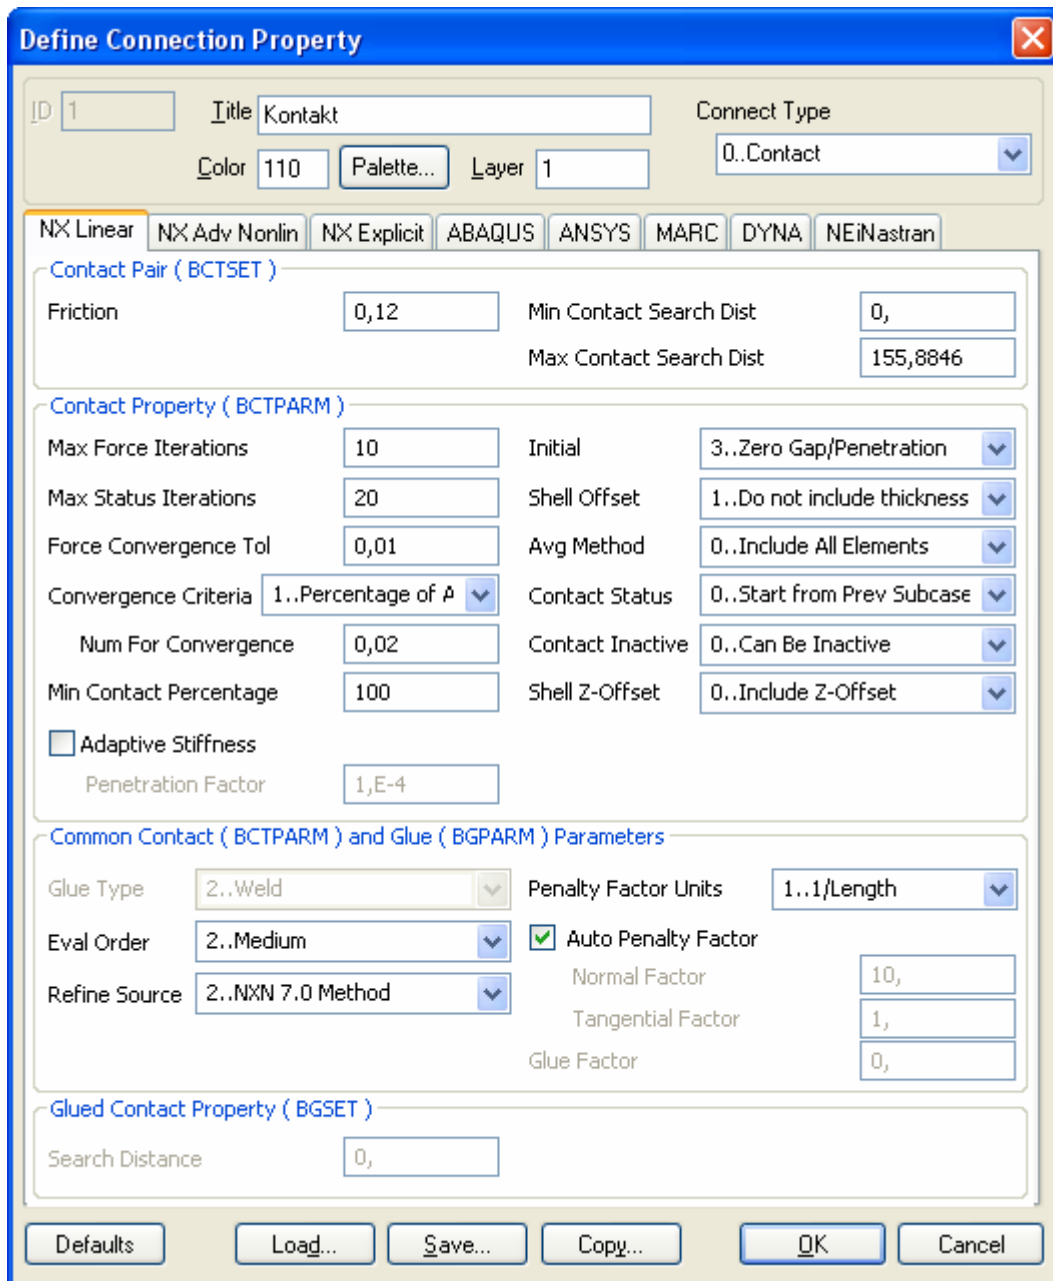 Define Connection Property
ID 1 Title Kontakt Connect Type
Color 110 Palette... Layer 1 0..Contact
NX Linear NX Adv Nonlin NX Explicit ABAQUS ANSYS MARC DYNA NEiNastran
Contact Pair ( BCTSET )
Friction 0,12 Min Contact Search Dist 0,
Max Contact Search Dist 155,8846
Contact Property ( BCTPARM )
Max Force Iterations 10 Initial 3..Zero Gap/Penetration
Max Status Iterations 20 Shell Offset 1..Do not include thickness
Force Convergence Tol 0,01 Avg Method 0..Include All Elements
Convergence Criteria 1..Percentage of A Contact Status 0..Start from Prev Subcase
Num For Convergence 0,02 Contact Inactive 0..Can Be Inactive
Min Contact Percentage 100 Shell Z-Offset 0..Include Z-Offset
Adaptive Stiffness
Penetration Factor 1,E-4
Common Contact ( BCTPARM ) and Glue ( BGPARM ) Parameters
Glue Type 2..Weld Penalty Factor Units 1..1/Length
Eval Order 2..Medium Auto Penalty Factor
Normal Factor 10,
Refine Source 2..NXN 7.0 Method
Tangential Factor 1,
Glue Factor 0,
Glued Contact Property ( BGSET )
Search Distance 0,
Defaults Load... Save... Copy... OK Cancel